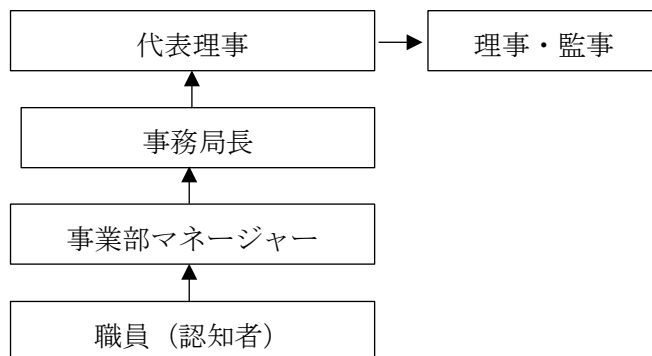 代表理事
理事・監事
事務局長
事業部マネージャー
職員（認知者）